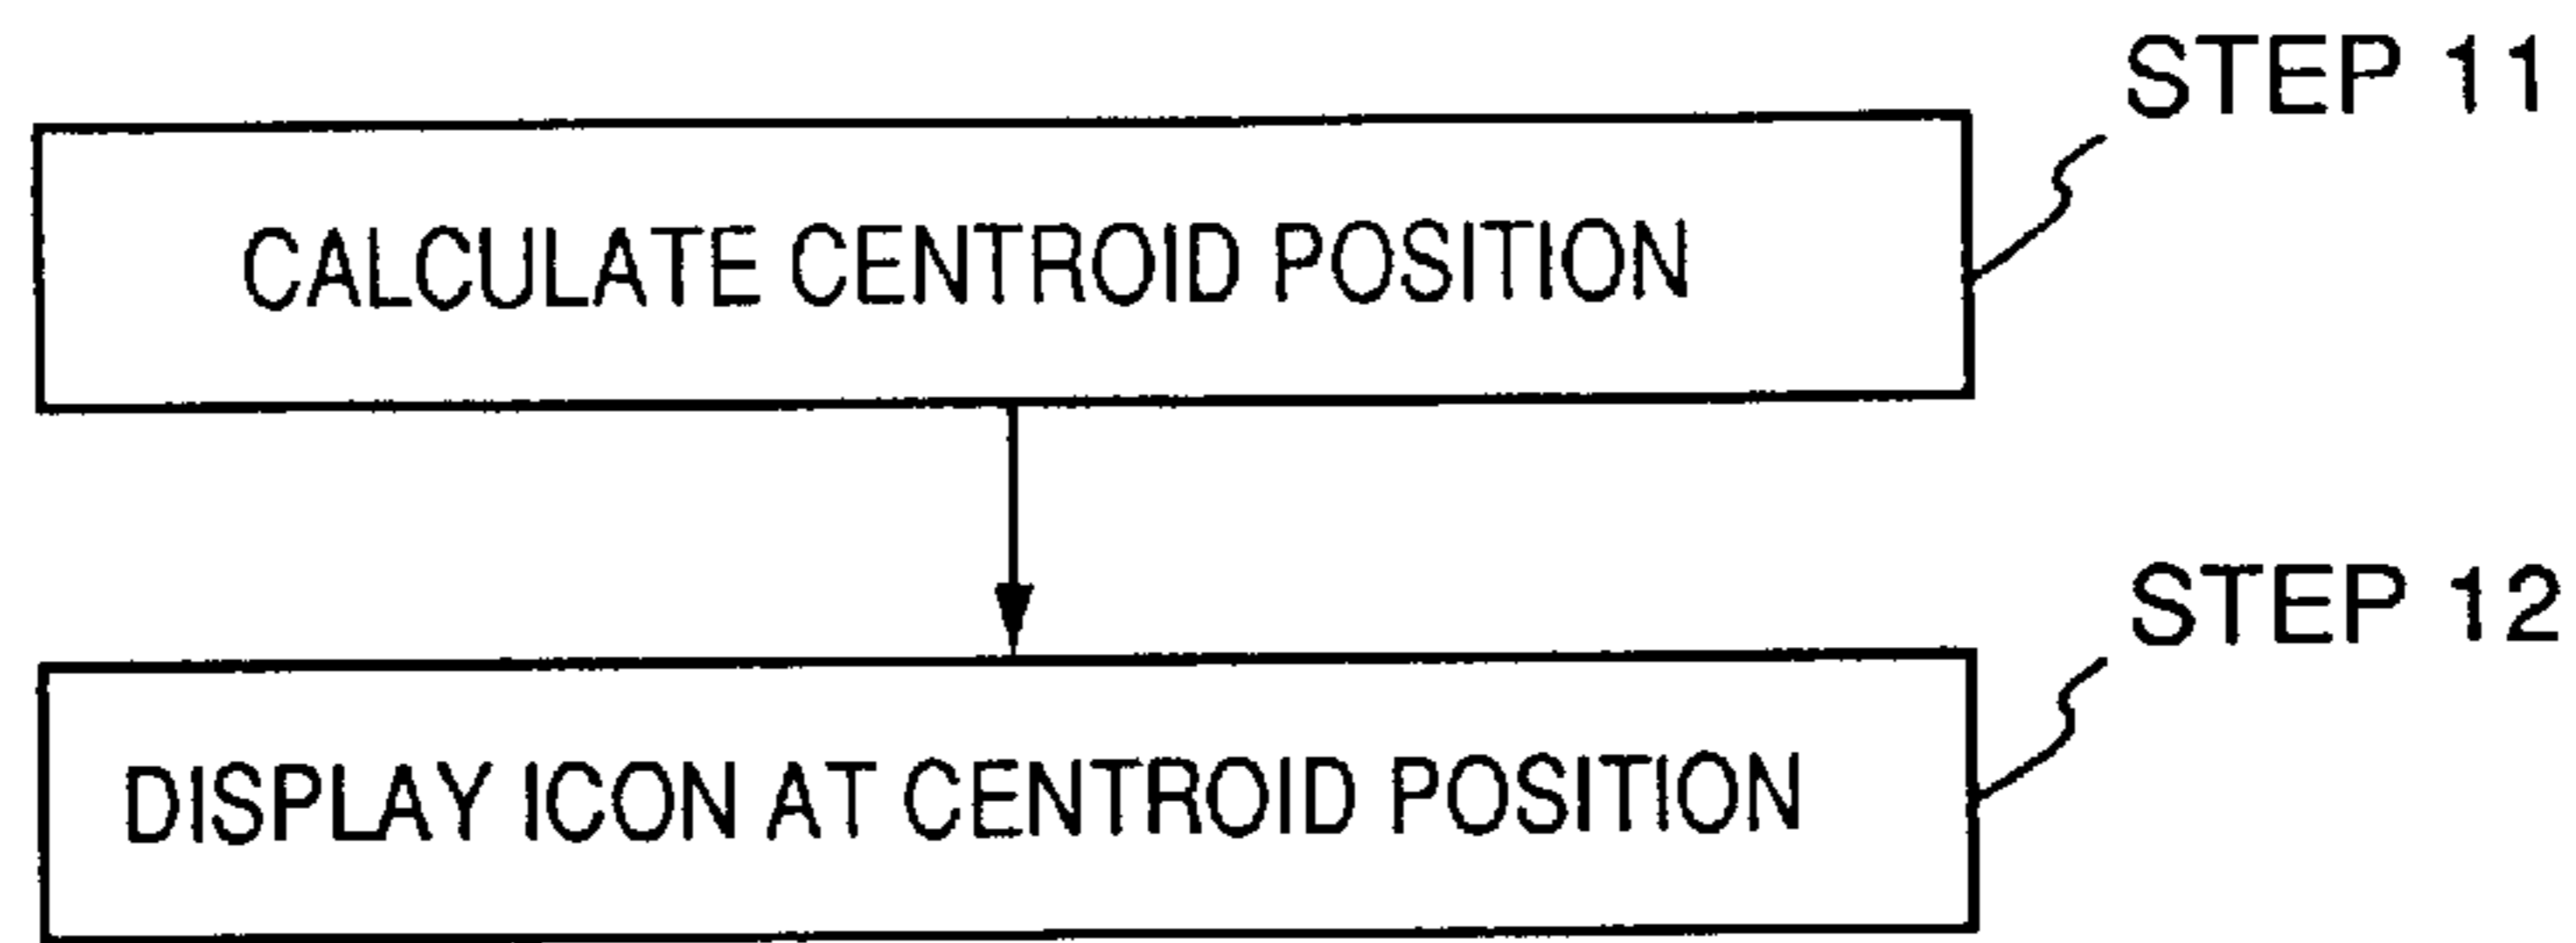 STEP 11
CALCULATE CENTROID POSITION
STEP 12
DISPLAY ICON AT CENTROID POSITION